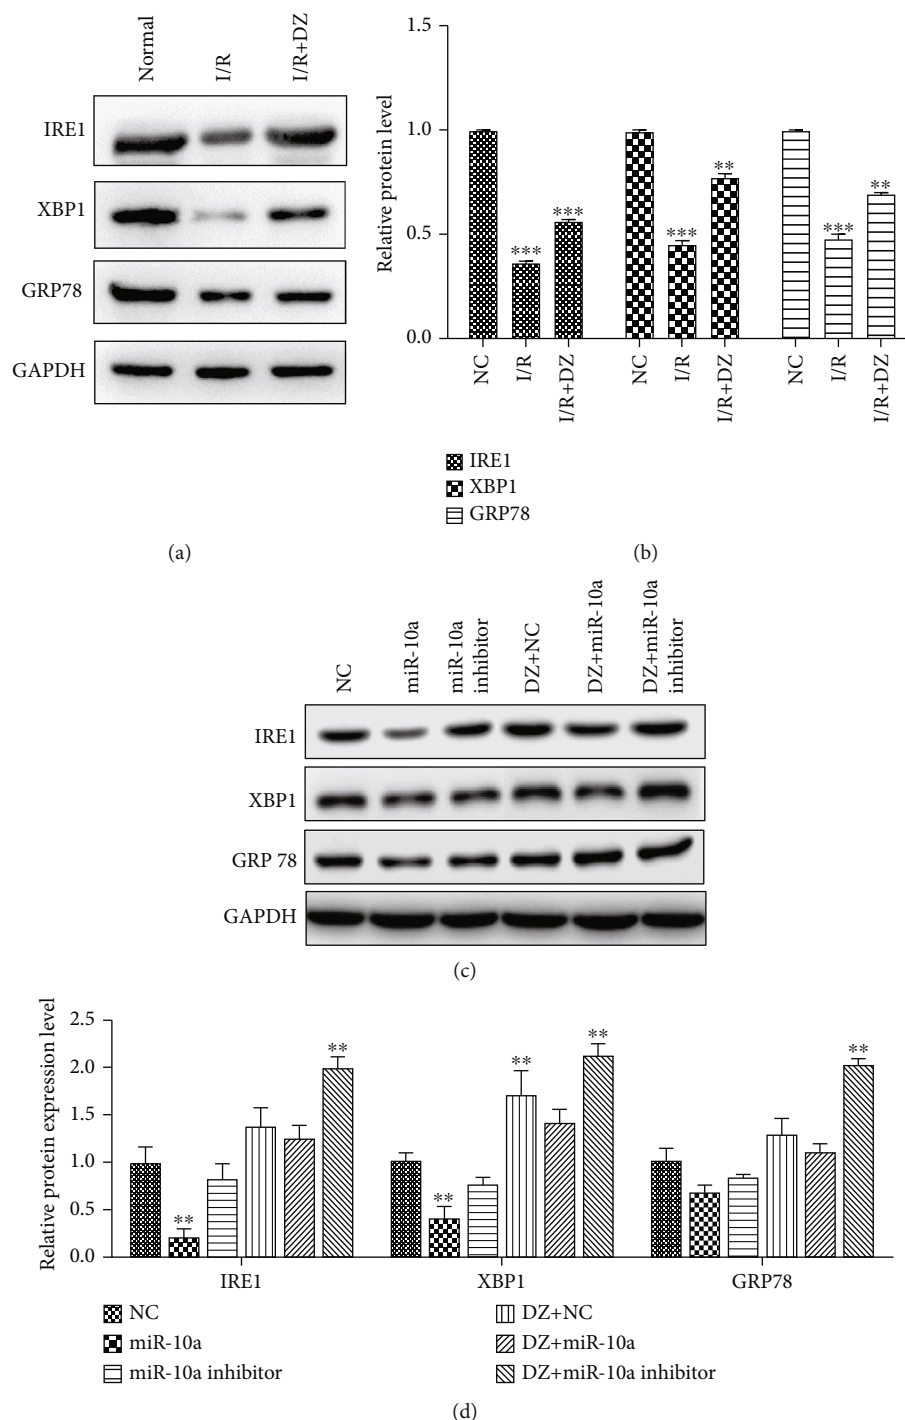 Normal
I/R
I/R+DZ
IRE1
XBP1
GRP78
GAPDH
(a)
Relative protein level
1.5
1.0
0.5
0.0
***
***
***
**
***
**
NC
I/R
I/R+DZ
NC
I/R
I/R+DZ
NC
I/R
I/R+DZ
IRE1
XBP1
GRP78
(b)
NC
miR-10a
miR-10a
inhibitor
DZ+NC
DZ+miR-10a
DZ+miR-10a
inhibitor
IRE1
XBP1
GRP 78
GAPDH
(c)
Relative protein expression level
2.5
2.0
1.5
1.0
0.5
0.0
**
**
**
**
**
**
IRE1
XBP1
GRP78
NC
miR-10a
miR-10a inhibitor
DZ+NC
DZ+miR-10a
DZ+miR-10a inhibitor
(d)